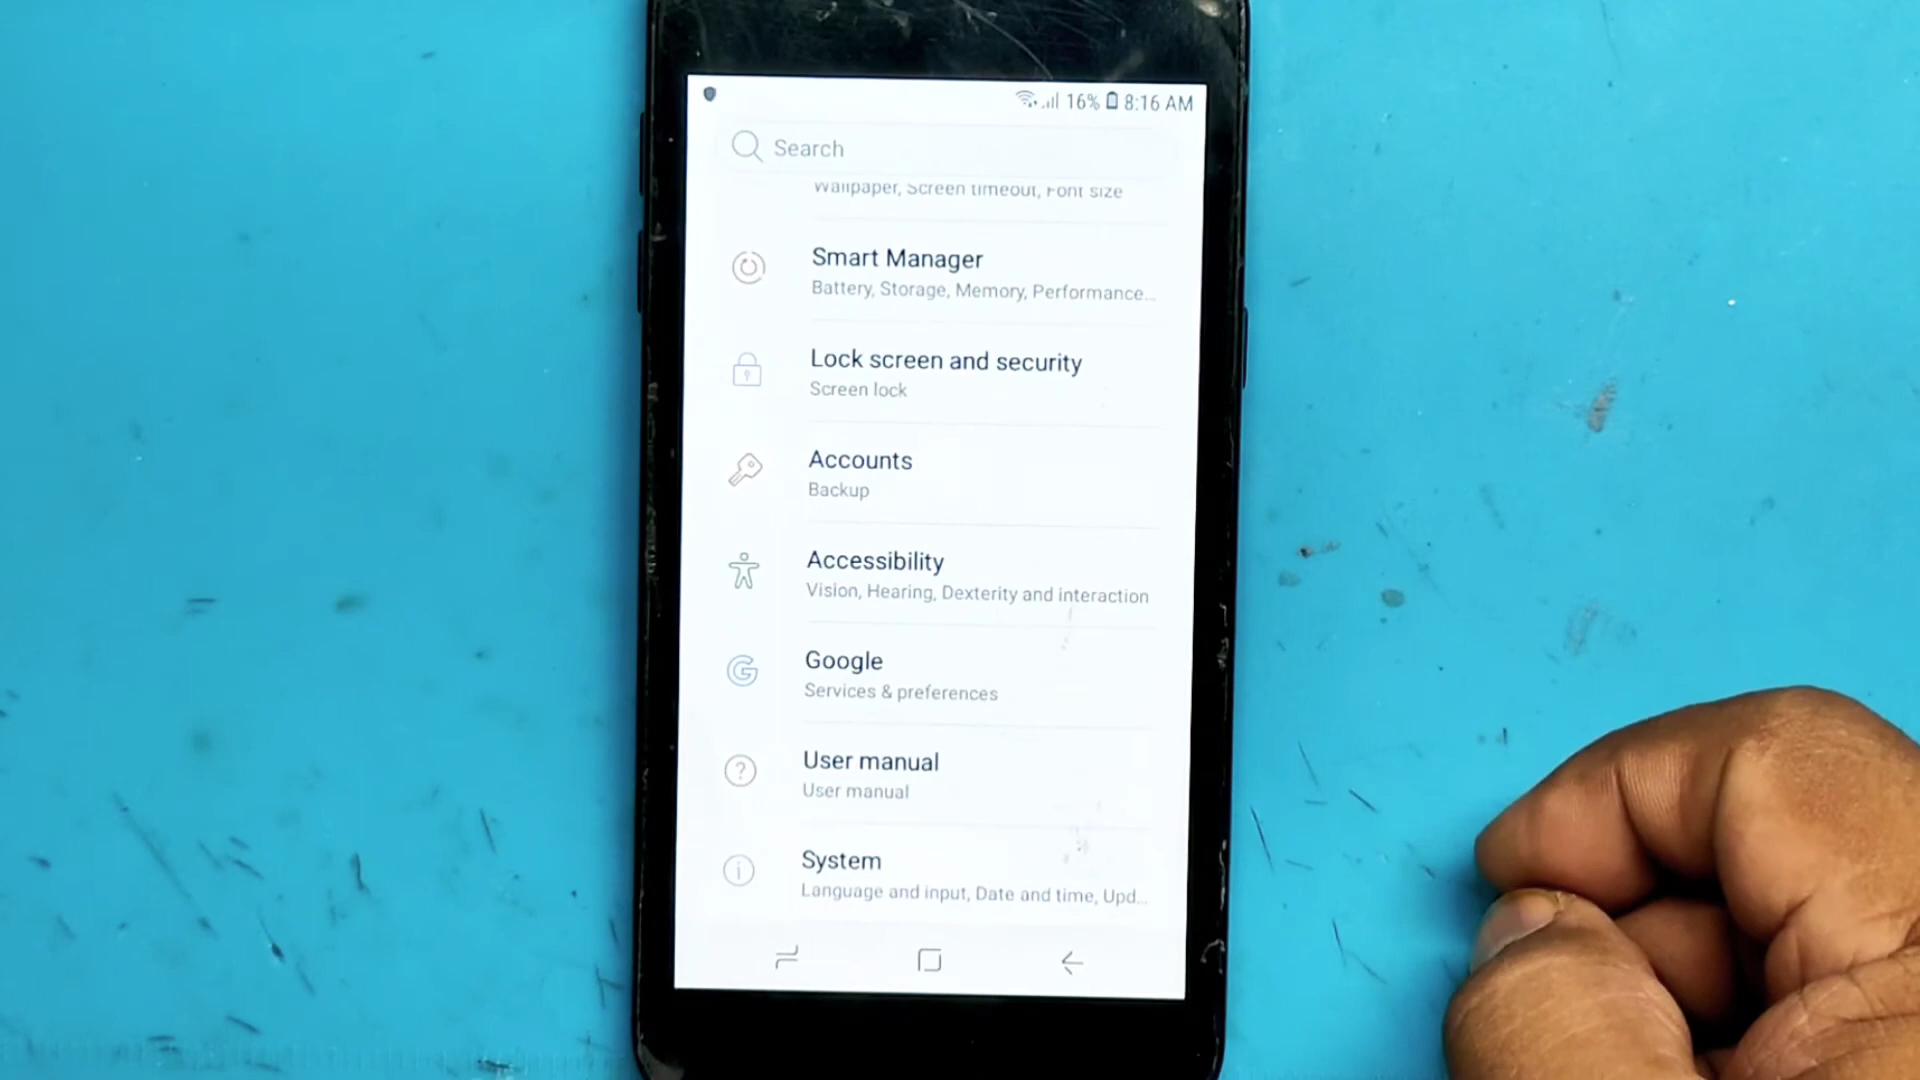 16% 8:16 AM
Search
Wallpaper, Screen timeout, Font size
Smart Manager
Battery, Storage, Memory, Performance...
Lock screen and security
Screen lock
Accounts
Backup
Accessibility
Vision, Hearing, Dexterity and interaction
Google
Services & preferences
User manual
User manual
System
Language and input, Date and time, Upd...